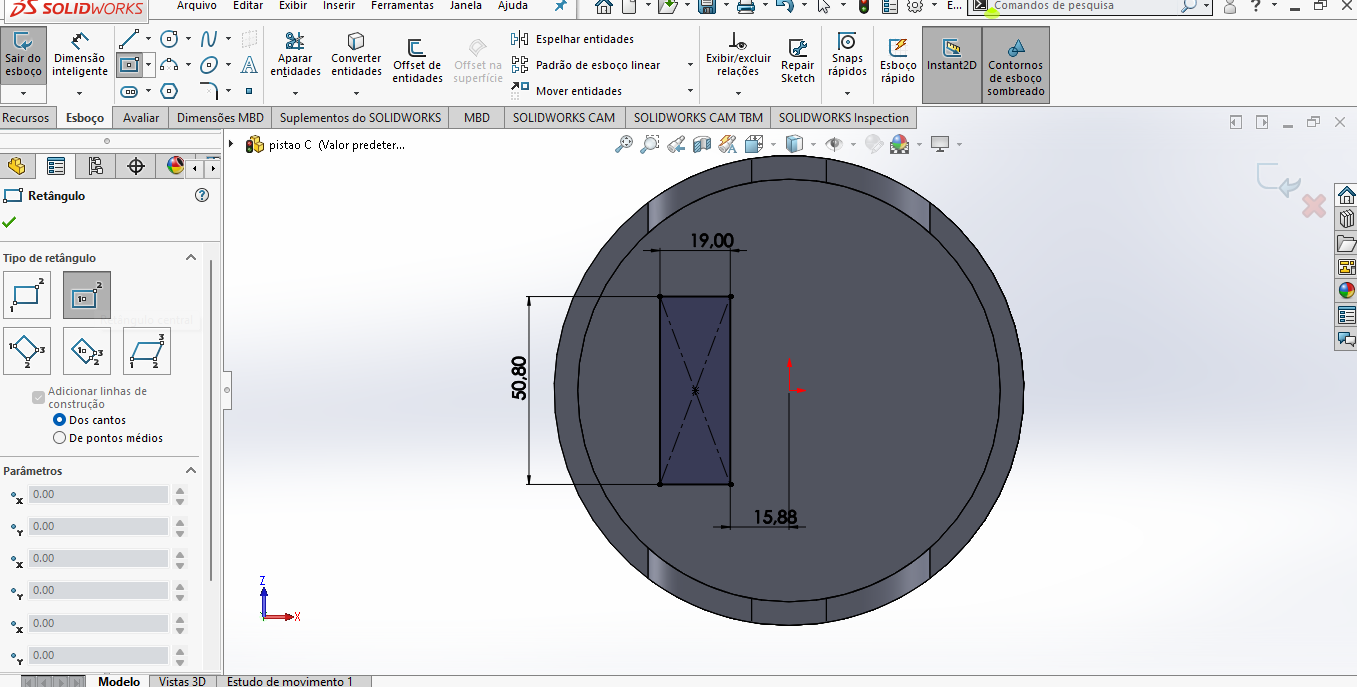 SOLIDWORKS
Arquivo Editar Exibir Inserir Ferramentas Janela Ajuda
E...
Comandos de pesquisa
?
Sair do esboço
Dimensão inteligente
Aparar entidades
Converter entidades
Offset de entidades
Offset na superfície
Espelhar entidades
Padrão de esboço linear
Mover entidades
Exibir/excluir relações
Repair Sketch
Snaps rápidos
Esboço rápido
Instant2D
Contornos de esboço sombreado
Recursos Esboço Avaliar Dimensões MBD Suplementos do SOLIDWORKS MBD SOLIDWORKS CAM SOLIDWORKS CAM TBM SOLIDWORKS Inspection
pistao C (Valor predeter...
Retângulo
?
Tipo de retângulo
Retângulo central
Adicionar linhas de
construção
Dos cantos
De pontos médios
Parâmetros
x 0.00
Y 0.00
x 0.00
Y 0.00
x 0.00
Y 0.00
19,00
50,80
15,88
Z
X
Modelo Vistas 3D Estudo de movimento 1